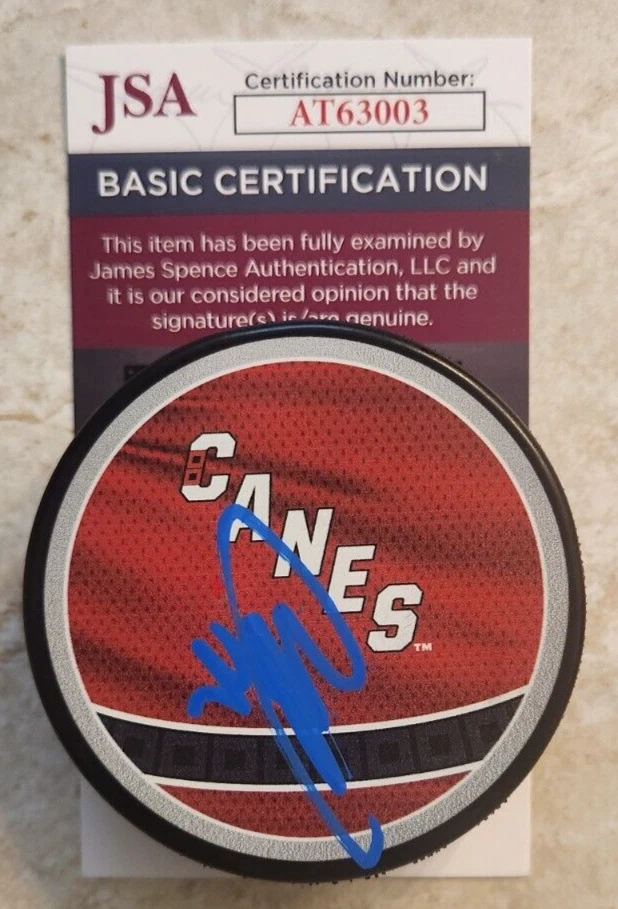 JSA
Certification Number:
AT63003
BASIC CERTIFICATION
This item has been fully examined by
James Spence Authentication, LLC and
it is our considered opinion that the
signature(s) is/are genuine.
CANES™